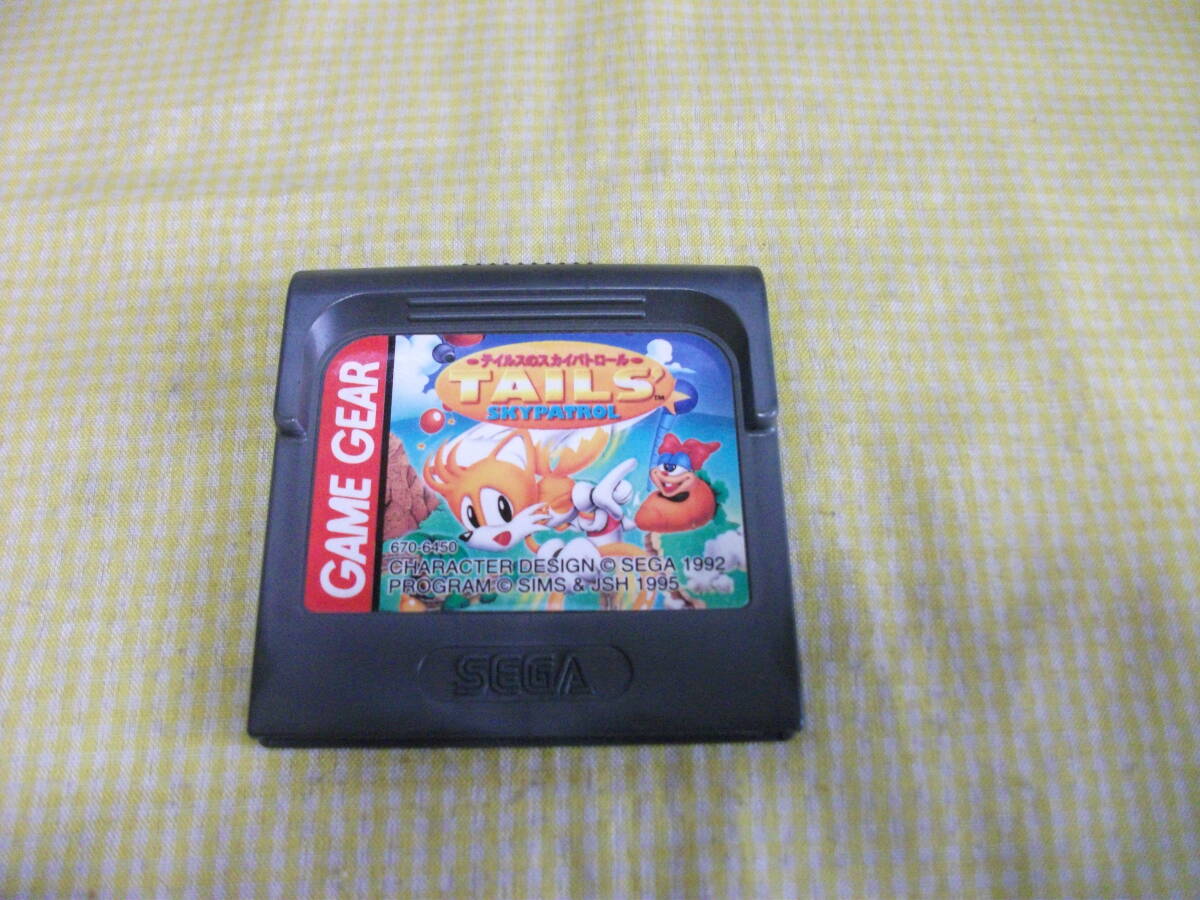 GAME GEAR
テイルスのスカイパトロール
TAILS'
TM
SKYPATROL
670-6450
CHARACTER DESIGN © SEGA 1992
PROGRAM © SIMS & JSH 1995
SEGA